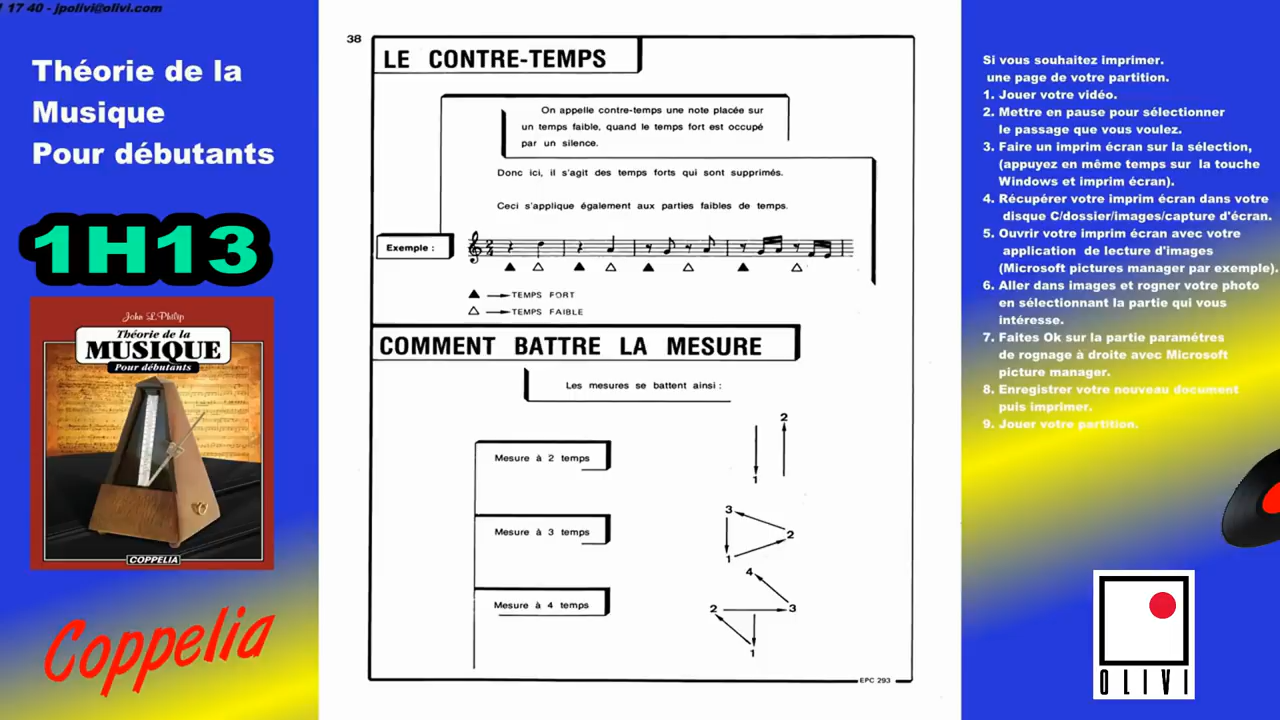 1 17 40 - jpolivi@olivi.com
Théorie de la
Musique
Pour débutants
1H13
John L.Philip
Théorie de la
MUSIQUE
Pour débutants
COPPELIA
Coppelia
38
LE CONTRE-TEMPS
On appelle contre-temps une note placée sur
un temps faible, quand le temps fort est occupé
par un silence.
Donc ici, il s'agit des temps forts qui sont supprimés.
Ceci s'applique également aux parties faibles de temps.
Exemple :
2
4
TEMPS FORT
TEMPS FAIBLE
COMMENT BATTRE LA MESURE
Les mesures se battent ainsi :
Mesure à 2 temps
2
1
Mesure à 3 temps
3
2
1
Mesure à 4 temps
4
2
3
1
EPC 293
Si vous souhaitez imprimer.
une page de votre partition.
1. Jouer votre vidéo.
2. Mettre en pause pour sélectionner
le passage que vous voulez.
3. Faire un imprim écran sur la sélection,
(appuyez en même temps sur la touche
Windows et imprim écran).
4. Récupérer votre imprim écran dans votre
disque C/dossier/images/capture d'écran.
5. Ouvrir votre imprim écran avec votre
application de lecture d'images
(Microsoft pictures manager par exemple).
6. Aller dans images et rogner votre photo
en sélectionnant la partie qui vous
intéresse.
7. Faites Ok sur la partie paramétres
de rognage à droite avec Microsoft
picture manager.
8. Enregistrer votre nouveau document
puis imprimer.
9. Jouer votre partition.
OLIVI